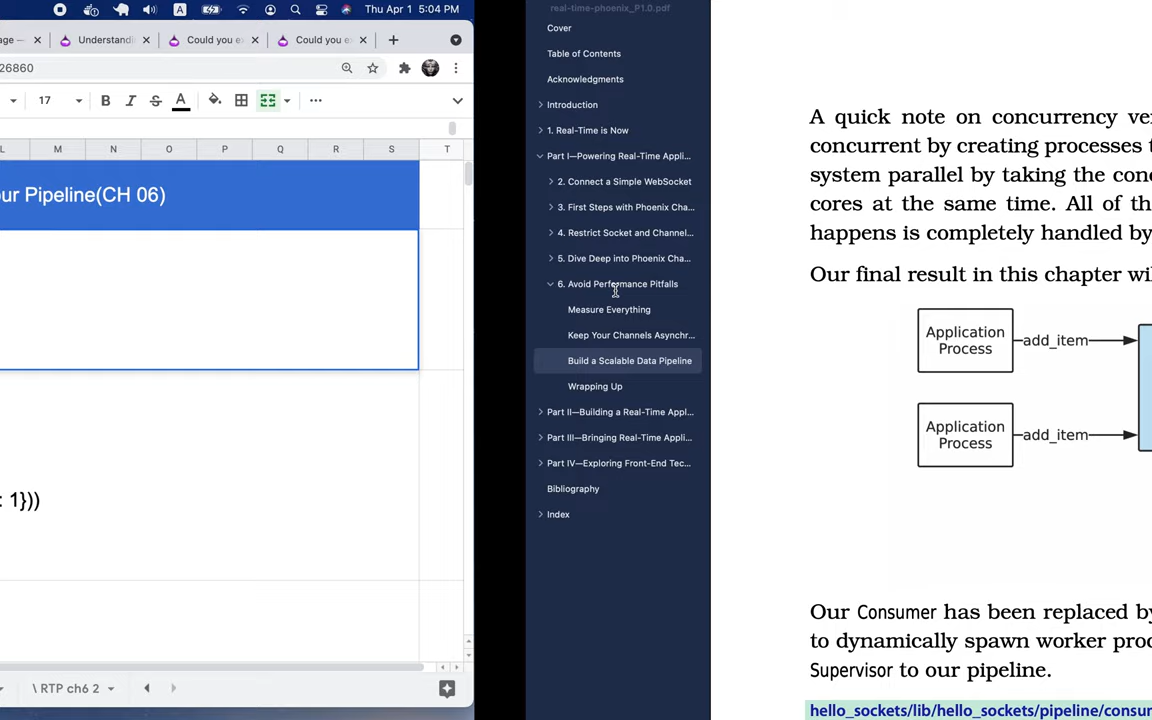 A
Thu Apr 1 5:04 PM
age —
Understandi
Could you e
Could you e
26860
17
B
I
S
A
L
M
N
O
P
Q
R
S
T
our Pipeline(CH 06)
: 1}))
\ RTP ch6 2
real-time-phoenix_P1.0.pdf
Cover
Table of Contents
Acknowledgments
Introduction
1. Real-Time is Now
Part I—Powering Real-Time Appli...
2. Connect a Simple WebSocket
3. First Steps with Phoenix Cha...
4. Restrict Socket and Channel...
5. Dive Deep into Phoenix Cha...
6. Avoid Performance Pitfalls
Measure Everything
Keep Your Channels Asynchr...
Build a Scalable Data Pipeline
Wrapping Up
Part II—Building a Real-Time Appl...
Part III—Bringing Real-Time Appli...
Part IV—Exploring Front-End Tec...
Bibliography
Index
A quick note on concurrency ve
concurrent by creating processes t
system parallel by taking the conc
cores at the same time. All of th
happens is completely handled by
Our final result in this chapter wil
Application
Process
add_item
Application
Process
add_item
Our Consumer has been replaced by
to dynamically spawn worker proc
Supervisor to our pipeline.
hello_sockets/lib/hello_sockets/pipeline/consum